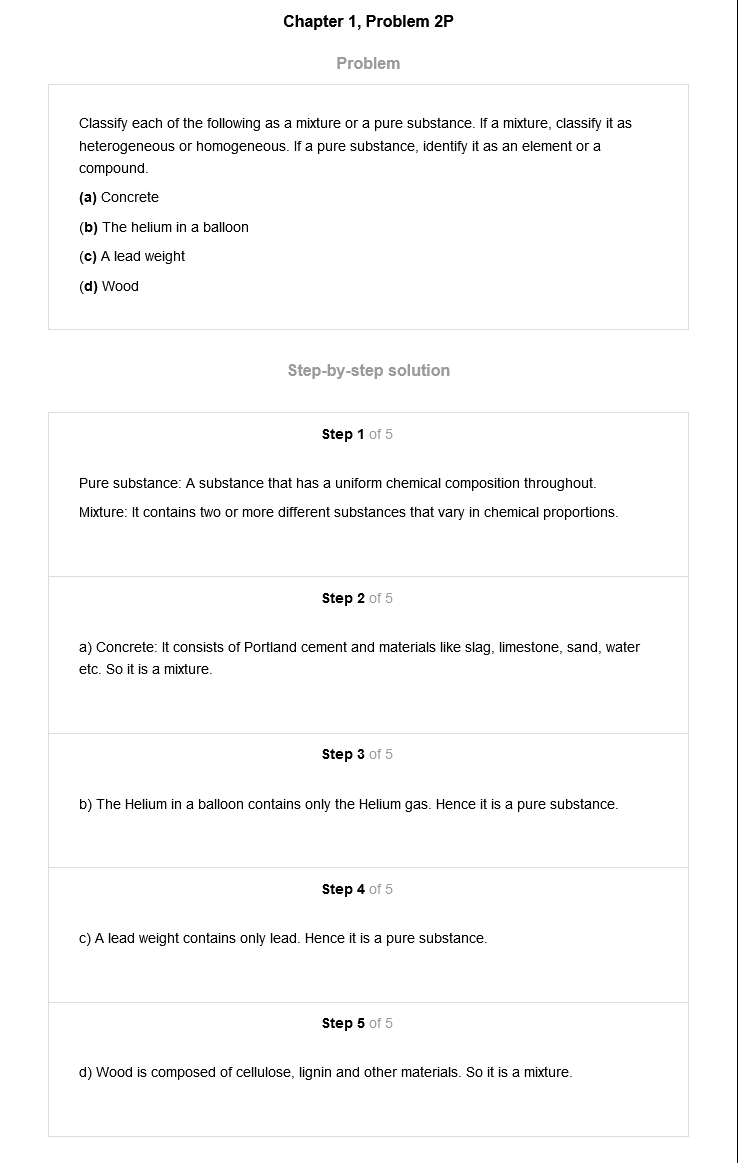 Chapter 1, Problem 2P
Problem
Classify each of the following as a mixture or a pure substance. If a mixture, classify it as
heterogeneous or homogeneous. If a pure substance, identify it as an element or a
compound.
(a) Concrete
(b) The helium in a balloon
(c) A lead weight
(d) Wood
Step-by-step solution
Step 1 of 5
Pure substance: A substance that has a uniform chemical composition throughout.
Mixture: It contains two or more different substances that vary in chemical proportions.
Step 2 of 5
a) Concrete: It consists of Portland cement and materials like slag, limestone, sand, water
etc. So it is a mixture.
Step 3 of 5
b) The Helium in a balloon contains only the Helium gas. Hence it is a pure substance.
Step 4 of 5
c) A lead weight contains only lead. Hence it is a pure substance.
Step 5 of 5
d) Wood is composed of cellulose, lignin and other materials. So it is a mixture.